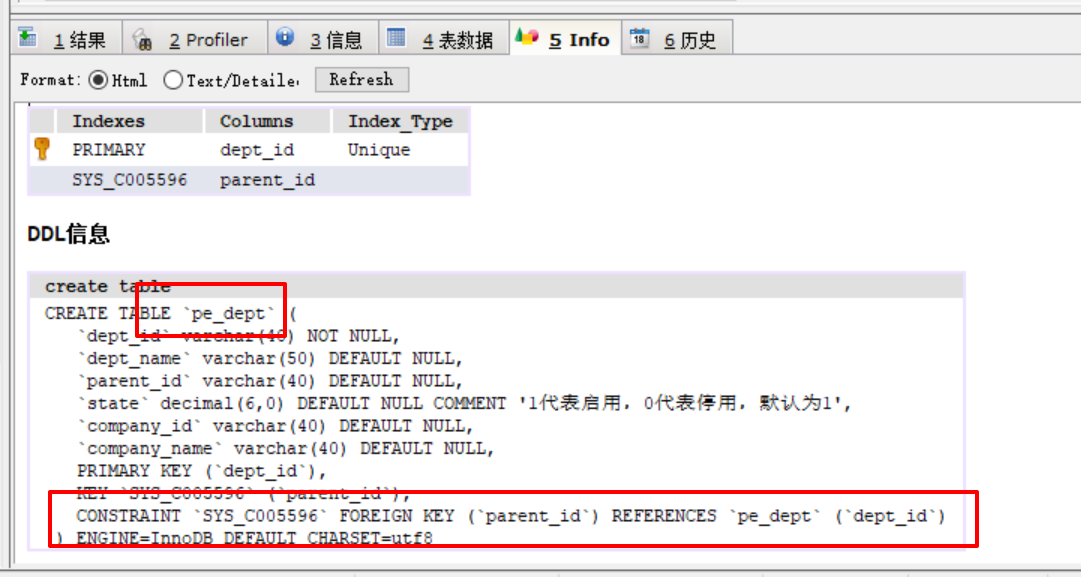 1 结果 2 Profiler 3 信息 4 表数据 5 Info 6 历史
Format: Html Text/Detaile Refresh
Indexes Columns Index_Type
PRIMARY dept_id Unique
SYS_C005596 parent_id
DDL信息
create table
CREATE TABLE `pe_dept` (
`dept_id` varchar(40) NOT NULL,
`dept_name` varchar(50) DEFAULT NULL,
`parent_id` varchar(40) DEFAULT NULL,
`state` decimal(6,0) DEFAULT NULL COMMENT '1代表启用，0代表停用，默认为1',
`company_id` varchar(40) DEFAULT NULL,
`company_name` varchar(40) DEFAULT NULL,
PRIMARY KEY (`dept_id`),
KEY `SYS_C005596` (`parent_id`),
CONSTRAINT `SYS_C005596` FOREIGN KEY (`parent_id`) REFERENCES `pe_dept` (`dept_id`)
) ENGINE=InnoDB DEFAULT CHARSET=utf8